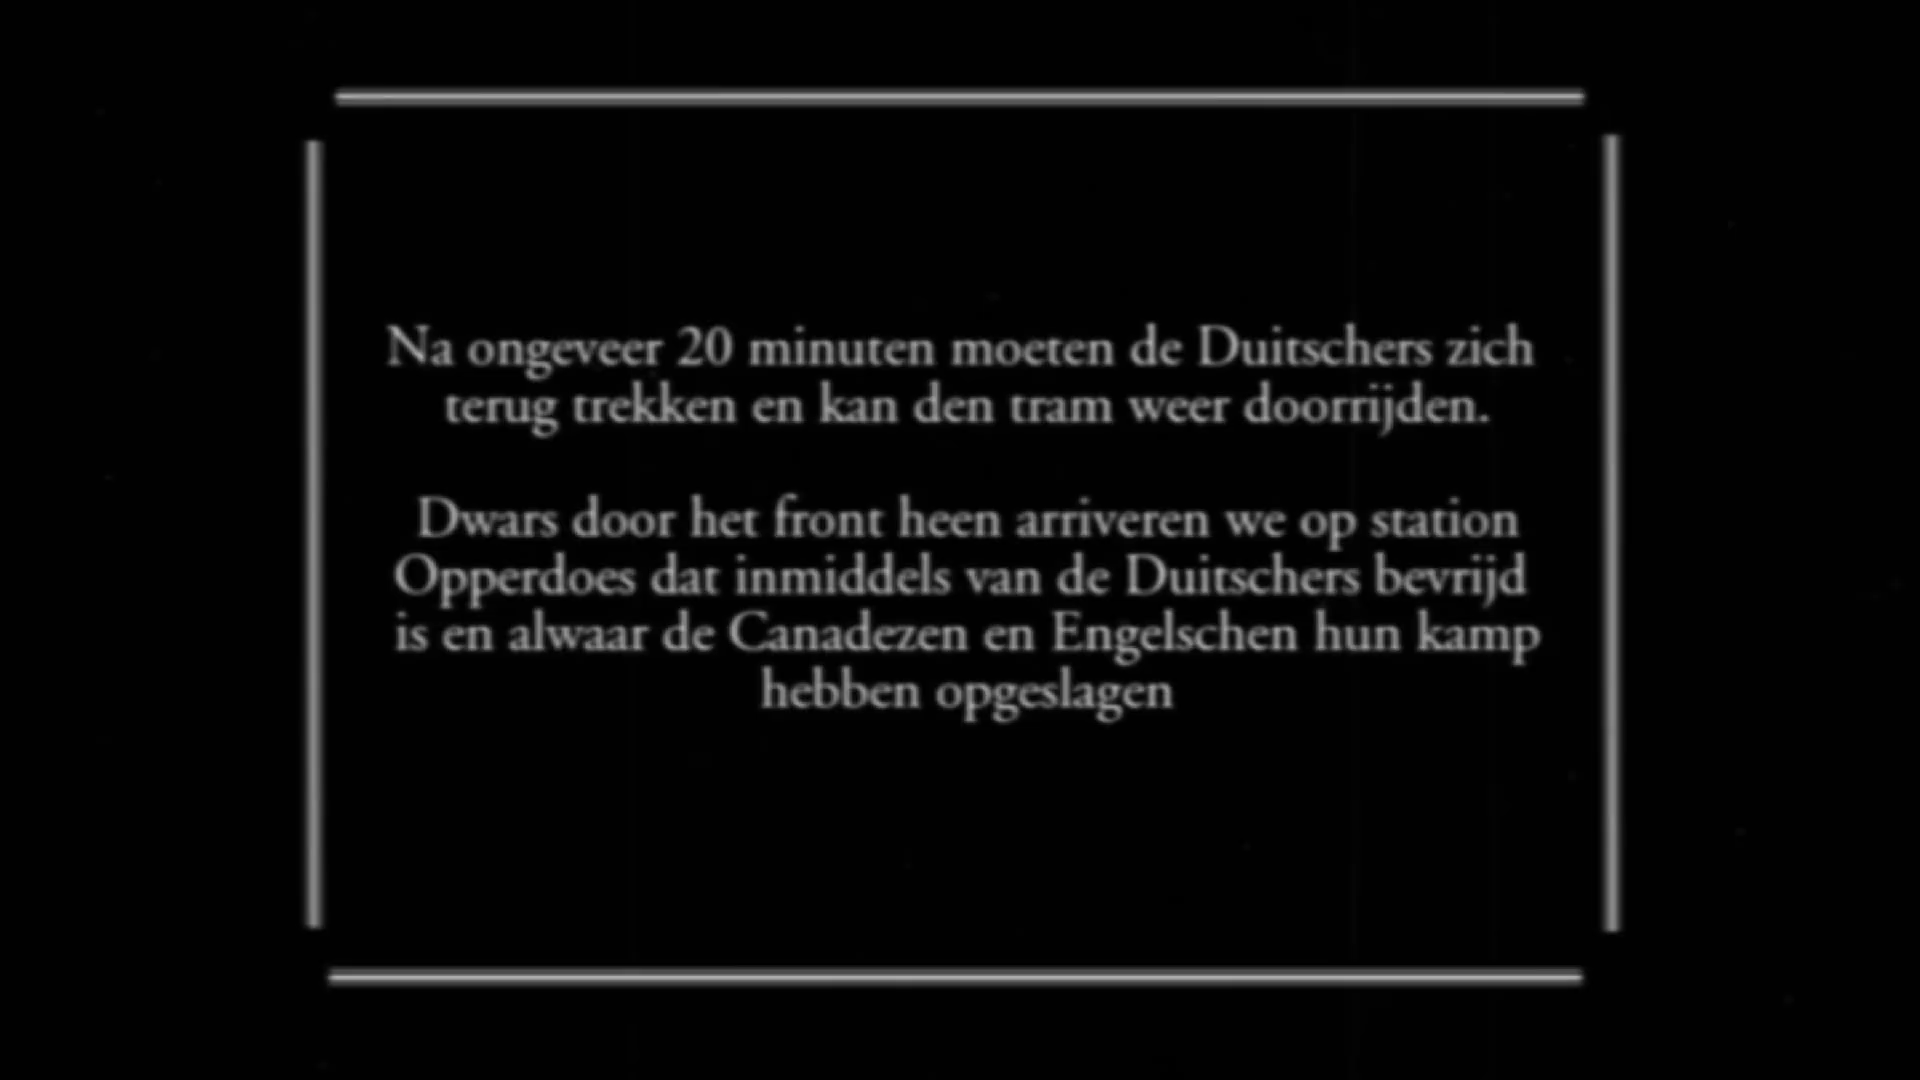 Na ongeveer 20 minuten moeten de Duitschers zich
terug trekken en kan den tram weer doorrijden.
Dwars door het front heen arriveren we op station
Opperdoes dat inmiddels van de Duitschers bevrijd
is en alwaar de Canadezen en Engelschen hun kamp
hebben opgeslagen